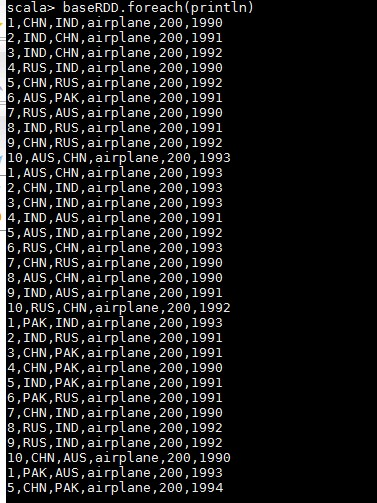 scala> baseRDD.foreach(println)
1,CHN,IND,airplane,200,1990
2,IND,CHN,airplane,200,1991
3,IND,CHN,airplane,200,1992
4,RUS,IND,airplane,200,1990
5,CHN,RUS,airplane,200,1992
6,AUS,PAK,airplane,200,1991
7,RUS,AUS,airplane,200,1990
8,IND,RUS,airplane,200,1991
9,CHN,RUS,airplane,200,1992
10,AUS,CHN,airplane,200,1993
1,AUS,CHN,airplane,200,1993
2,CHN,IND,airplane,200,1993
3,CHN,IND,airplane,200,1993
4,IND,AUS,airplane,200,1991
5,AUS,IND,airplane,200,1992
6,RUS,CHN,airplane,200,1993
7,CHN,RUS,airplane,200,1990
8,AUS,CHN,airplane,200,1990
9,IND,AUS,airplane,200,1991
10,RUS,CHN,airplane,200,1992
1,PAK,IND,airplane,200,1993
2,IND,RUS,airplane,200,1991
3,CHN,PAK,airplane,200,1991
4,CHN,PAK,airplane,200,1990
5,IND,PAK,airplane,200,1991
6,PAK,RUS,airplane,200,1991
7,CHN,IND,airplane,200,1990
8,RUS,IND,airplane,200,1992
9,RUS,IND,airplane,200,1992
10,CHN,AUS,airplane,200,1990
1,PAK,AUS,airplane,200,1993
5,CHN,PAK,airplane,200,1994